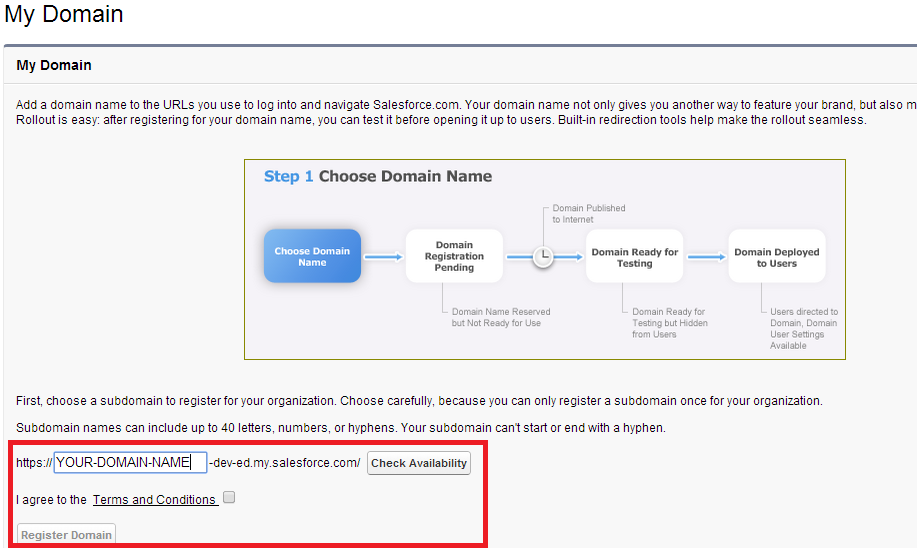 My Domain
My Domain
Add a domain name to the URLs you use to log into and navigate Salesforce.com. Your domain name not only gives you another way to feature your brand, but also m
Rollout is easy: after registering for your domain name, you can test it before opening it up to users. Built-in redirection tools help make the rollout seamless.
Step 1 Choose Domain Name
Domain Published
to Internet
Choose Domain
Name
Domain
Registration
Pending
Domain Ready for
Testing
Domain Deployed
to Users
Domain Name Reserved
but Not Ready for Use
Domain Ready for
Testing but Hidden
from Users
Users directed to
Domain, Domain
User Settings
Available
First, choose a subdomain to register for your organization. Choose carefully, because you can only register a subdomain once for your organization.
Subdomain names can include up to 40 letters, numbers, or hyphens. Your subdomain can't start or end with a hyphen.
https:// YOUR-DOMAIN-NAME -dev-ed.my.salesforce.com/ Check Availability
I agree to the Terms and Conditions
Register Domain